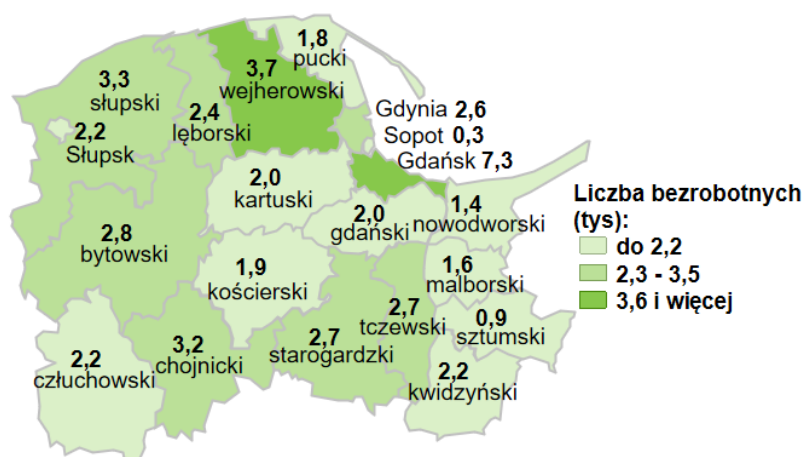 1,8
pucki
3,7
wejherowski
3,3
słupski
2,4
lęborski
2,2
Słupsk
Gdynia 2,6
Sopot 0,3
Gdańsk 7,3
2,0
kartuski
2,0
gdański
1,4
nowodworski
2,8
bytowski
1,9
kościerski
1,6
malborski
2,7
tczewski
0,9
sztumski
2,7
starogardzki
3,2
chojnicki
2,2
człuchowski
2,2
kwidzyński
Liczba bezrobotnych
(tys):
do 2,2
2,3 - 3,5
3,6 i więcej